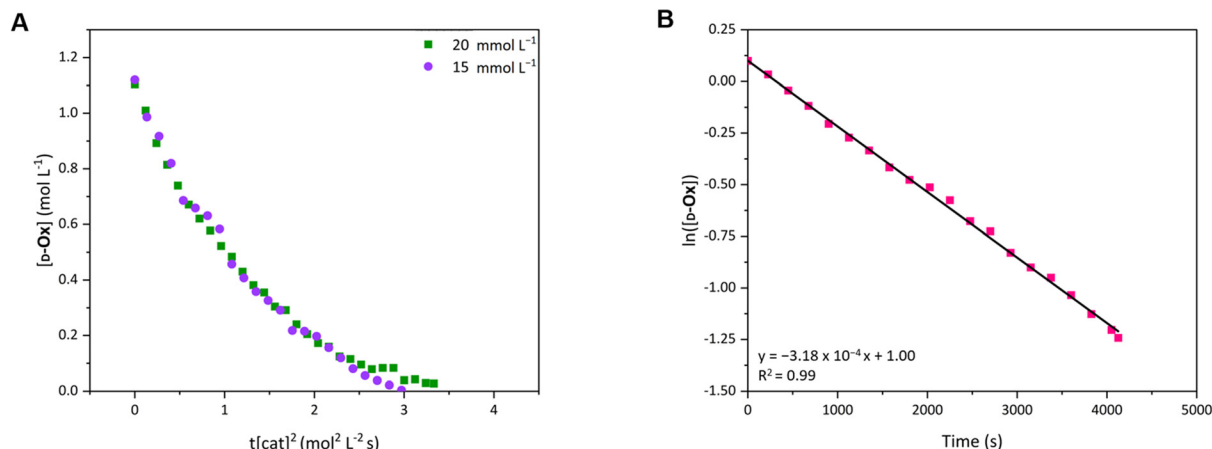 A
[D-Ox] (mol L⁻¹)
1.2
1.0
0.8
0.6
0.4
0.2
0.0
20 mmol L⁻¹
15 mmol L⁻¹
0 1 2 3 4
t[cat]² (mol² L⁻² s)
B
ln([D-Ox])
0.25
0.00
-0.25
-0.50
-0.75
-1.00
-1.25
-1.50
y = −3.18 x 10⁻⁴ x + 1.00
R² = 0.99
0 1000 2000 3000 4000 5000
Time (s)